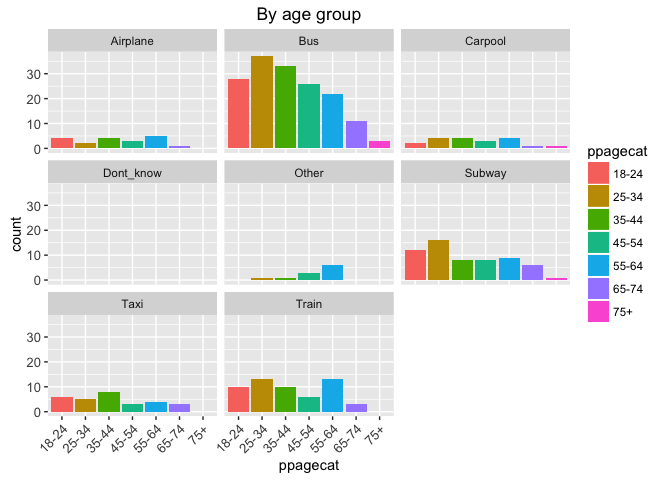 By age group
Airplane Bus Carpool
30
20
10
0
Dont_know Other Subway
30
20
10
0
Taxi Train
30
20
10
0
18-24 25-34 35-44 45-54 55-64 65-74 75+ 18-24 25-34 35-44 45-54 55-64 65-74 75+
ppagecat
count
ppagecat
18-24
25-34
35-44
45-54
55-64
65-74
75+